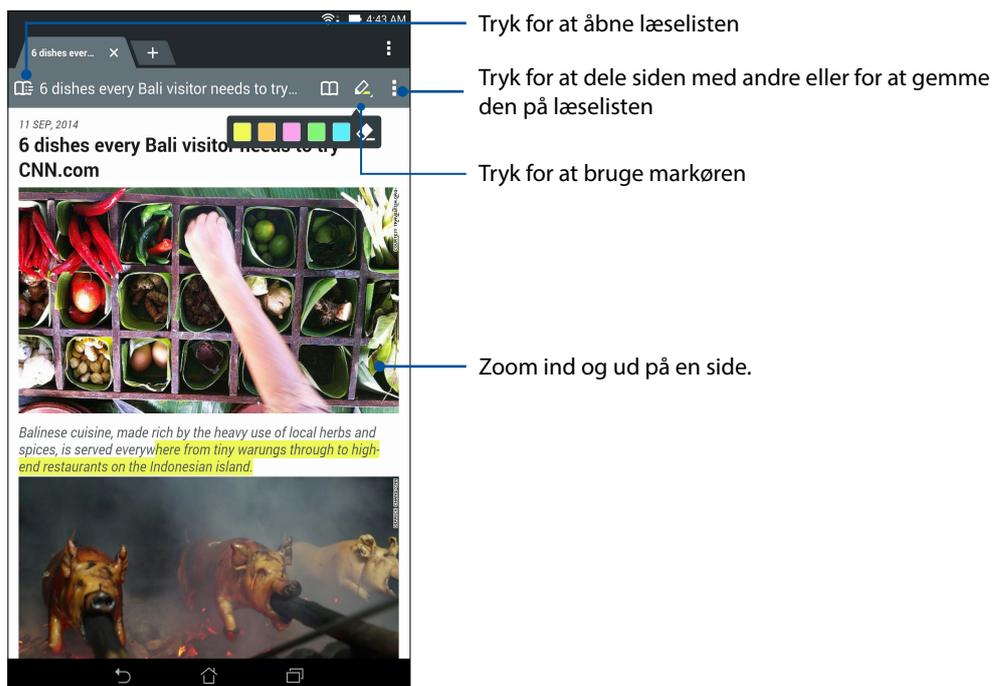 4:43 AM
6 dishes ever...
6 dishes every Bali visitor needs to try...
11 SEP, 2014
6 dishes every Bali visitor needs to try
CNN.com
Balinese cuisine, made rich by the heavy use of local herbs and
spices, is served everywhere from tiny warungs through to high-
end restaurants on the Indonesian island.
Tryk for at åbne læselisten
Tryk for at dele siden med andre eller for at gemme
den på læselisten
Tryk for at bruge markøren
Zoom ind og ud på en side.